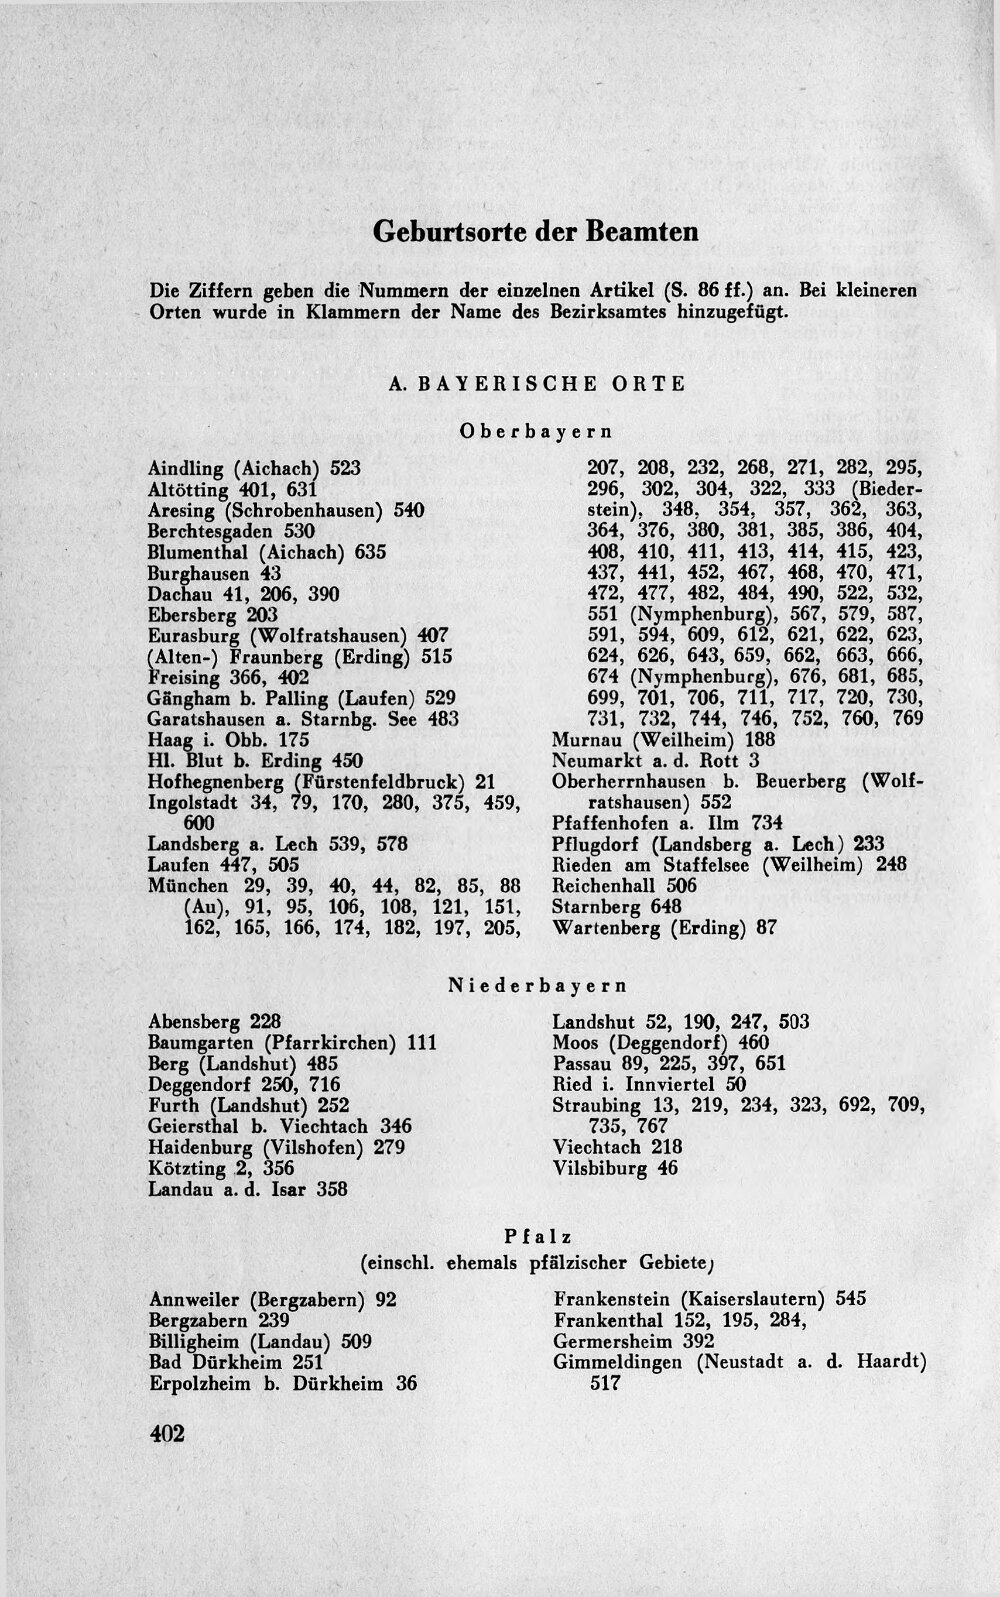 Geburtsorte der Beamten
Die Ziffern geben die Nummern der einzelnen Artikel (S. 86 ff.) an. Bei kleineren
Orten wurde in Klammern der Name des Bezirksamtes hinzugefügt.
A. BAYERISCHE ORTE
Oberbayern
Aindling (Aichach) 523
Altötting 401, 631
Aresing (Schrobenhausen) 540
Berchtesgaden 530
Blumenthal (Aichach) 635
Burghausen 43
Dachau 41, 206, 390
Ebersberg 203
Eurasburg (Wolfratshausen) 407
(Alten-) Fraunberg (Erding) 515
Freising 366, 402
Gängham b. Palling (Laufen) 529
Garatshausen a. Starnbg. See 483
Haag i. Obb. 175
Hl. Blut b. Erding 450
Hofhegnenberg (Fürstenfeldbruck) 21
Ingolstadt 34, 79, 170, 280, 375, 459,
600
Landsberg a. Lech 539, 578
Laufen 447, 505
München 29, 39, 40, 44, 82, 85, 88
(Au), 91, 95, 106, 108, 121, 151,
162, 165, 166, 174, 182, 197, 205,
207, 208, 232, 268, 271, 282, 295,
296, 302, 304, 322, 333 (Bieder-
stein), 348, 354, 357, 362, 363,
364, 376, 380, 381, 385, 386, 404,
408, 410, 411, 413, 414, 415, 423,
437, 441, 452, 467, 468, 470, 471,
472, 477, 482, 484, 490, 522, 532,
551 (Nymphenburg), 567, 579, 587,
591, 594, 609, 612, 621, 622, 623,
624, 626, 643, 659, 662, 663, 666,
674 (Nymphenburg), 676, 681, 685,
699, 701, 706, 711, 717, 720, 730,
731, 732, 744, 746, 752, 760, 769
Murnau (Weilheim) 188
Neumarkt a. d. Rott 3
Oberherrnhausen b. Beuerberg (Wolf-
ratshausen) 552
Pfaffenhofen a. Ilm 734
Pflugdorf (Landsberg a. Lech) 233
Rieden am Staffelsee (Weilheim) 248
Reichenhall 506
Starnberg 648
Wartenberg (Erding) 87
Niederbayern
Abensberg 228
Baumgarten (Pfarrkirchen) 111
Berg (Landshut) 485
Deggendorf 250, 716
Furth (Landshut) 252
Geiersthal b. Viechtach 346
Haidenburg (Vilshofen) 279
Kötzting 2, 356
Landau a. d. Isar 358
Landshut 52, 190, 247, 503
Moos (Deggendorf) 460
Passau 89, 225, 397, 651
Ried i. Innviertel 50
Straubing 13, 219, 234, 323, 692, 709,
735, 767
Viechtach 218
Vilsbiburg 46
Pfalz
(einschl. ehemals pfälzischer Gebiete)
Annweiler (Bergzabern) 92
Bergzabern 239
Billigheim (Landau) 509
Bad Dürkheim 251
Erpolzheim b. Dürkheim 36
Frankenstein (Kaiserslautern) 545
Frankenthal 152, 195, 284,
Germersheim 392
Gimmeldingen (Neustadt a. d. Haardt)
517
402